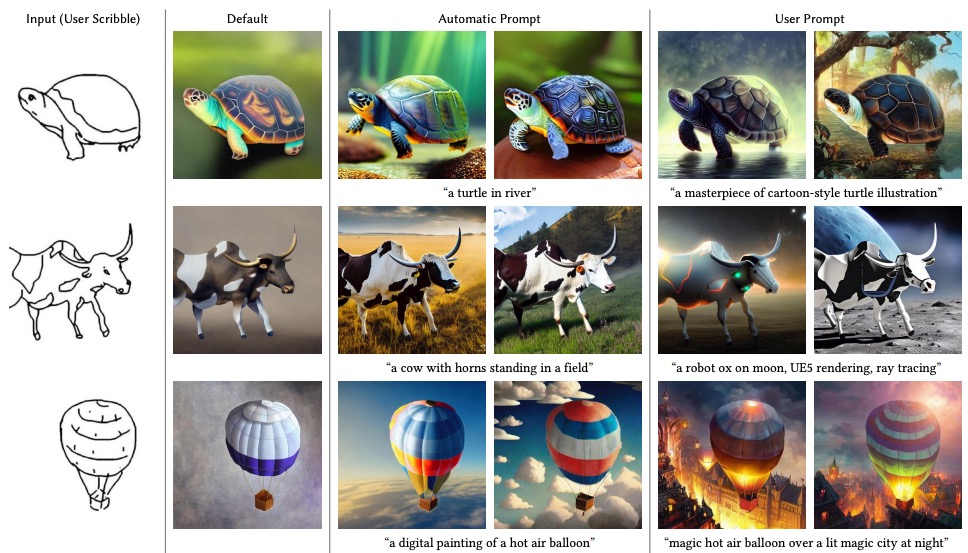 Input (User Scribble)
Default
Automatic Prompt
User Prompt
“a turtle in river”
“a masterpiece of cartoon-style turtle illustration”
“a cow with horns standing in a field”
“a robot ox on moon, UE5 rendering, ray tracing”
“a digital painting of a hot air balloon”
“magic hot air balloon over a lit magic city at night”